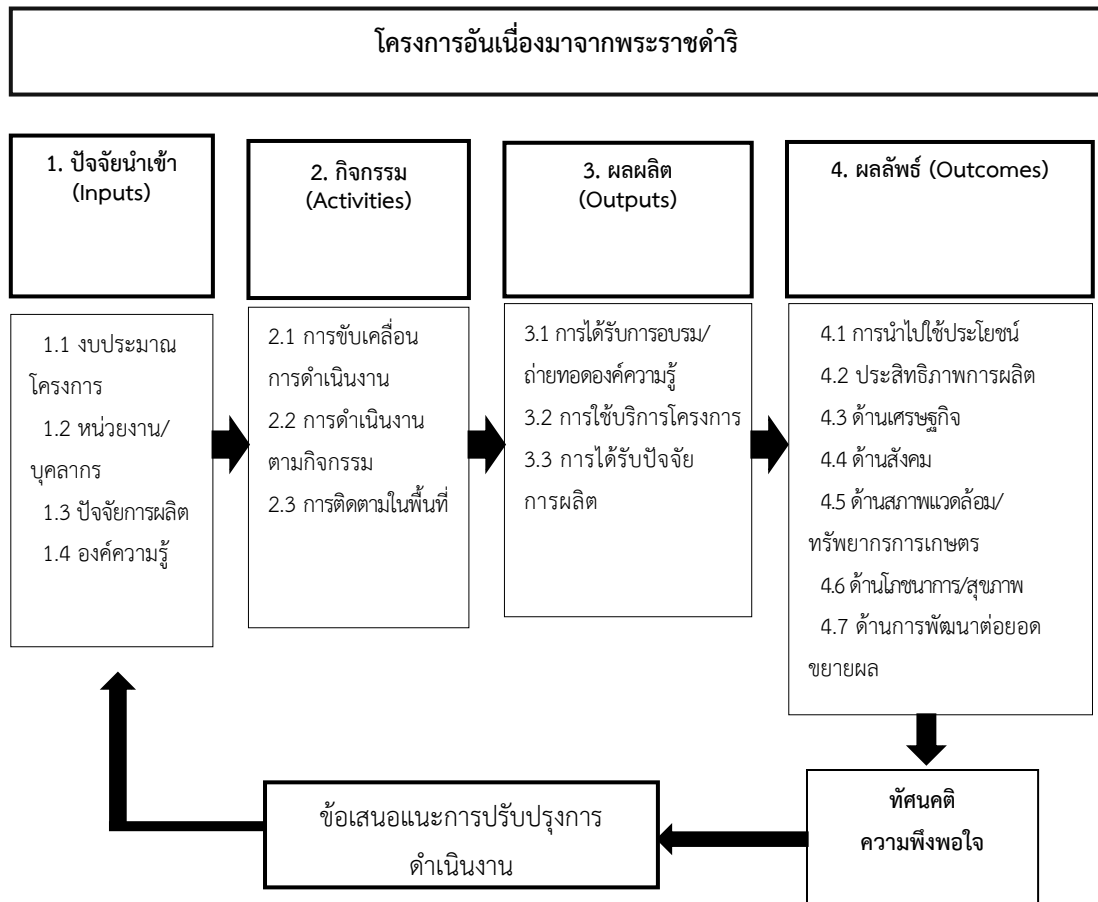 โครงการอันเนื่องมาจากพระราชดำริ
1. ปัจจัยนำเข้า
(Inputs)
1.1 งบประมาณ
โครงการ
1.2 หน่วยงาน/
บุคลากร
1.3 ปัจจัยการผลิต
1.4 องค์ความรู้
2. กิจกรรม
(Activities)
2.1 การขับเคลื่อน
การดำเนินงาน
2.2 การดำเนินงาน
ตามกิจกรรม
2.3 การติดตามในพื้นที่
3. ผลผลิต
(Outputs)
3.1 การได้รับการอบรม/
ถ่ายทอดองค์ความรู้
3.2 การใช้บริการโครงการ
3.3 การได้รับปัจจัย
การผลิต
4. ผลลัพธ์ (Outcomes)
4.1 การนำไปใช้ประโยชน์
4.2 ประสิทธิภาพการผลิต
4.3 ด้านเศรษฐกิจ
4.4 ด้านสังคม
4.5 ด้านสภาพแวดล้อม/
ทรัพยากรการเกษตร
4.6 ด้านโภชนาการ/สุขภาพ
4.7 ด้านการพัฒนาต่อยอด
ขยายผล
ทัศนคติ
ความพึงพอใจ
ข้อเสนอแนะการปรับปรุงการ
ดำเนินงาน